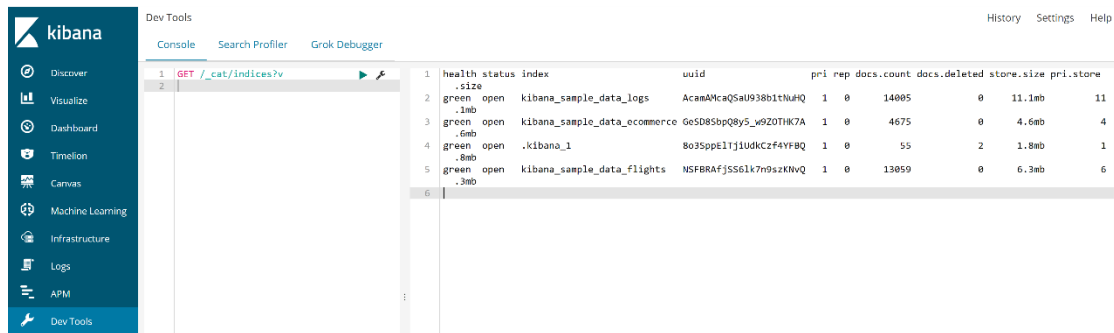 kibana
Discover
Visualize
Dashboard
Timelion
Canvas
Machine Learning
Infrastructure
Logs
APM
Dev Tools
Dev Tools
History Settings Help
Console Search Profiler Grok Debugger
1 GET /_cat/indices?v
2
1 health status index uuid pri rep docs.count docs.deleted store.size pri.store
.size
2 green open kibana_sample_data_logs AcamAMcaQSaU938b1tNuHQ 1 0 14005 0 11.1mb 11
.1mb
3 green open kibana_sample_data_ecommerce GeSD8SbpQ8y5_w9ZOTHK7A 1 0 4675 0 4.6mb 4
.6mb
4 green open .kibana_1 8o3SppElTjiUdkCzf4YFBQ 1 0 55 2 1.8mb 1
.8mb
5 green open kibana_sample_data_flights NSFBRAfjSS6lk7n9szKNvQ 1 0 13059 0 6.3mb 6
.3mb
6